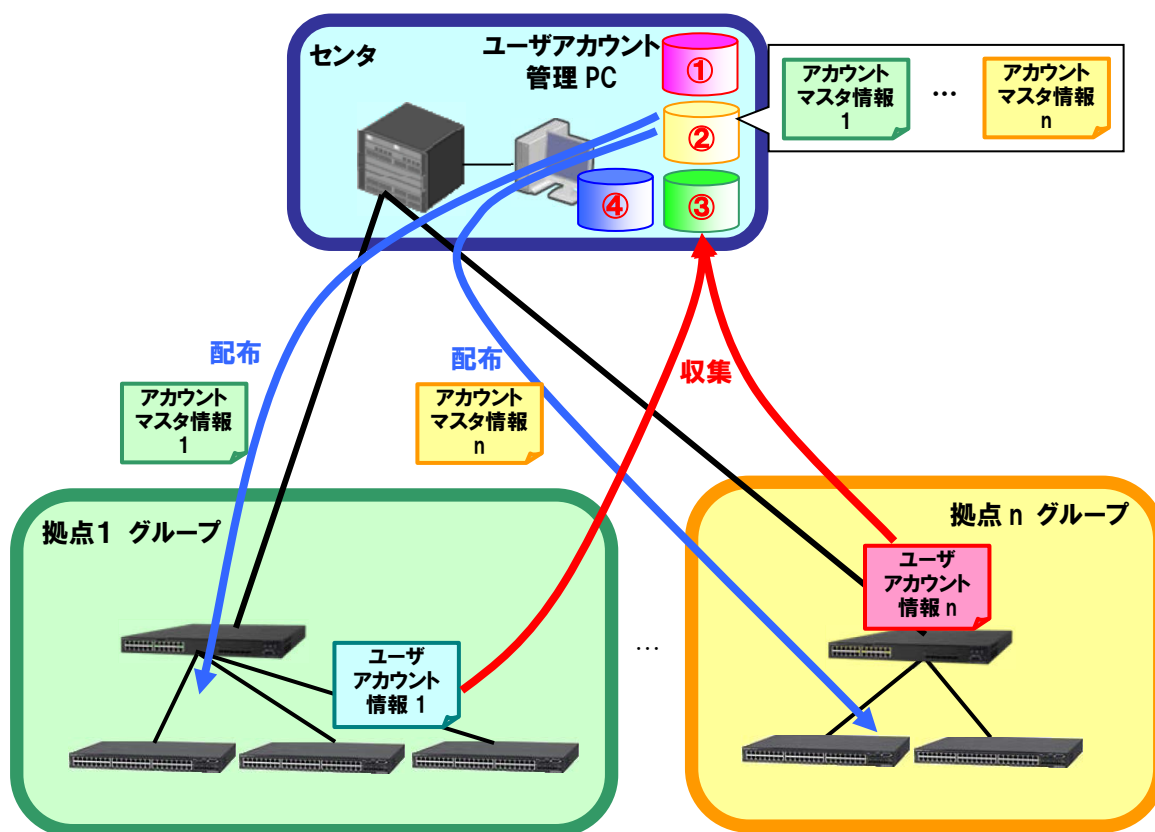 センタ
ユーザアカウント
管理 PC
①
②
③
④
アカウント
マスタ情報
1
…
アカウント
マスタ情報
n
配布
アカウント
マスタ情報
1
配布
アカウント
マスタ情報
n
収集
拠点1 グループ
ユーザ
アカウント
情報 1
…
拠点 n グループ
ユーザ
アカウント
情報 n